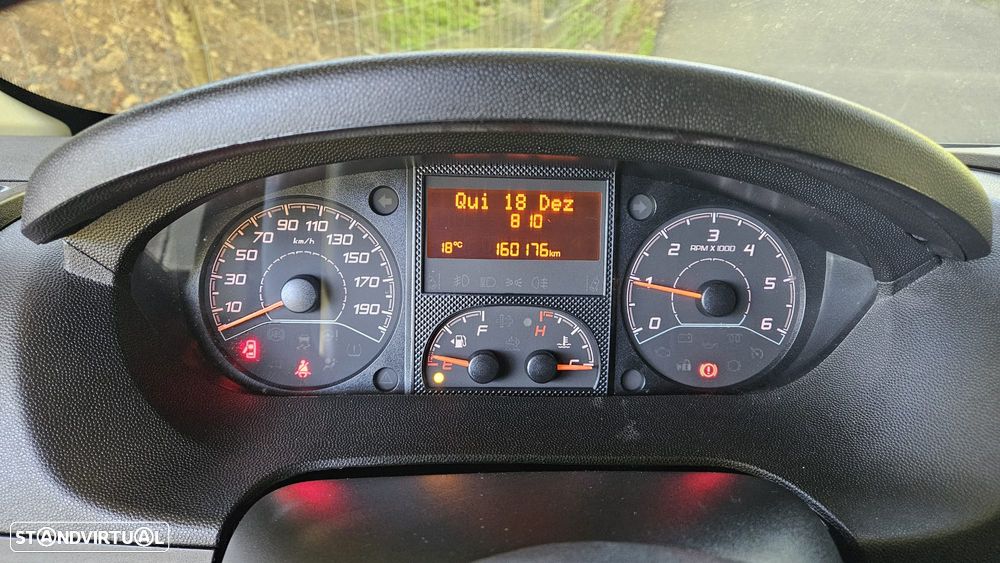 Qui 18 Dez
8 10
18°C 160176km
10 30 50 70 90 110 130 150 170 190
km/h
F
E
H
C
0 1 2 3 4 5 6
RPM X 1000
STANDVIRTUAL